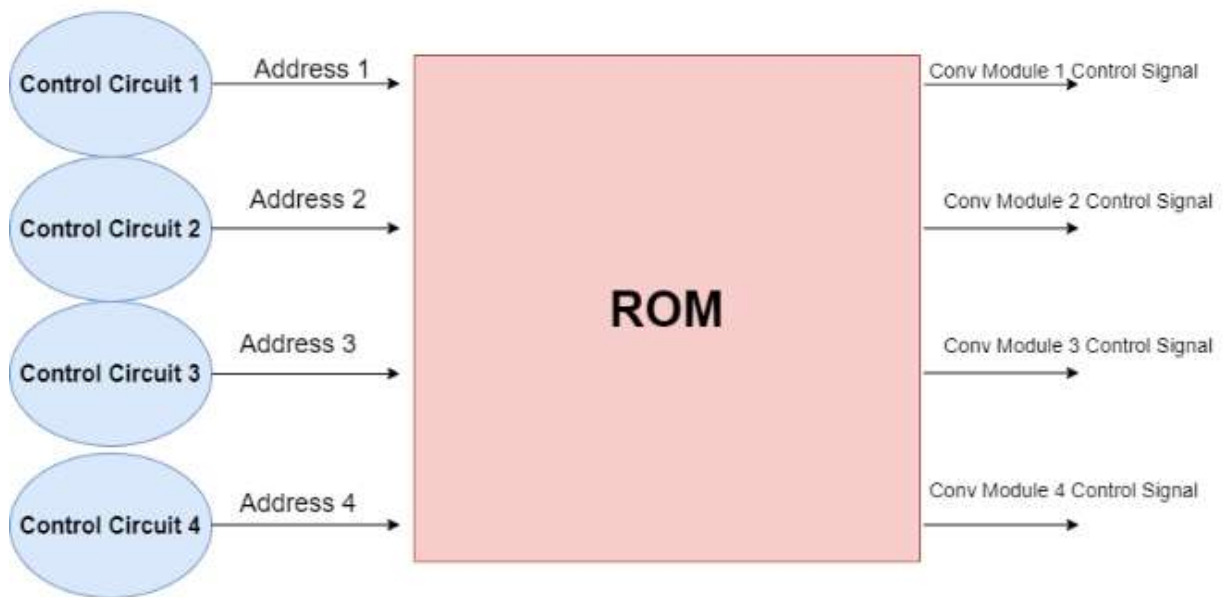 Control Circuit 1
Address 1
Conv Module 1 Control Signal
Control Circuit 2
Address 2
Conv Module 2 Control Signal
ROM
Control Circuit 3
Address 3
Conv Module 3 Control Signal
Control Circuit 4
Address 4
Conv Module 4 Control Signal